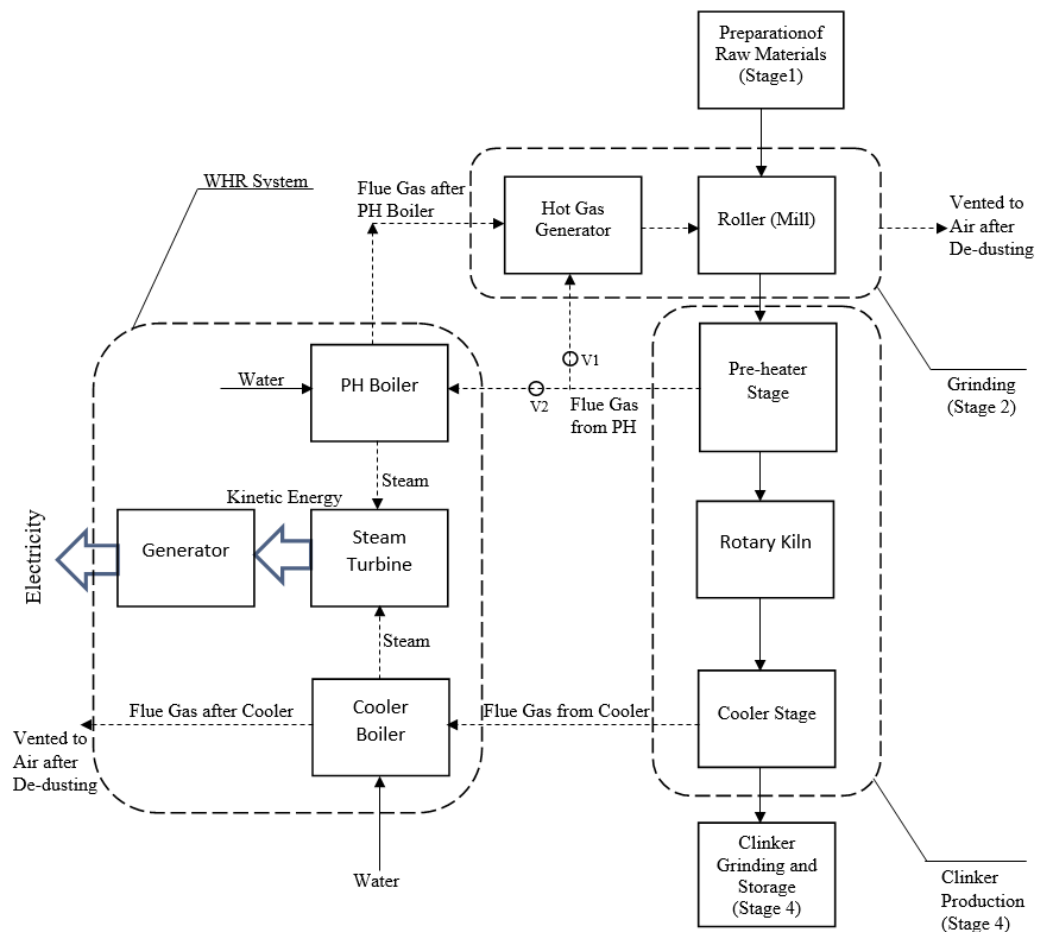 Preparationof
Raw Materials
(Stage1)
WHR System
Flue Gas after
PH Boiler
Hot Gas
Generator
Roller (Mill)
Vented to
Air after
De-dusting
Water
PH Boiler
V1
V2
Flue Gas
from PH
Pre-heater
Stage
Grinding
(Stage 2)
Steam
Kinetic Energy
Electricity
Generator
Steam
Turbine
Rotary Kiln
Steam
Flue Gas after Cooler
Cooler
Boiler
Flue Gas from Cooler
Cooler Stage
Vented to
Air after
De-dusting
Water
Clinker
Grinding and
Storage
(Stage 4)
Clinker
Production
(Stage 4)